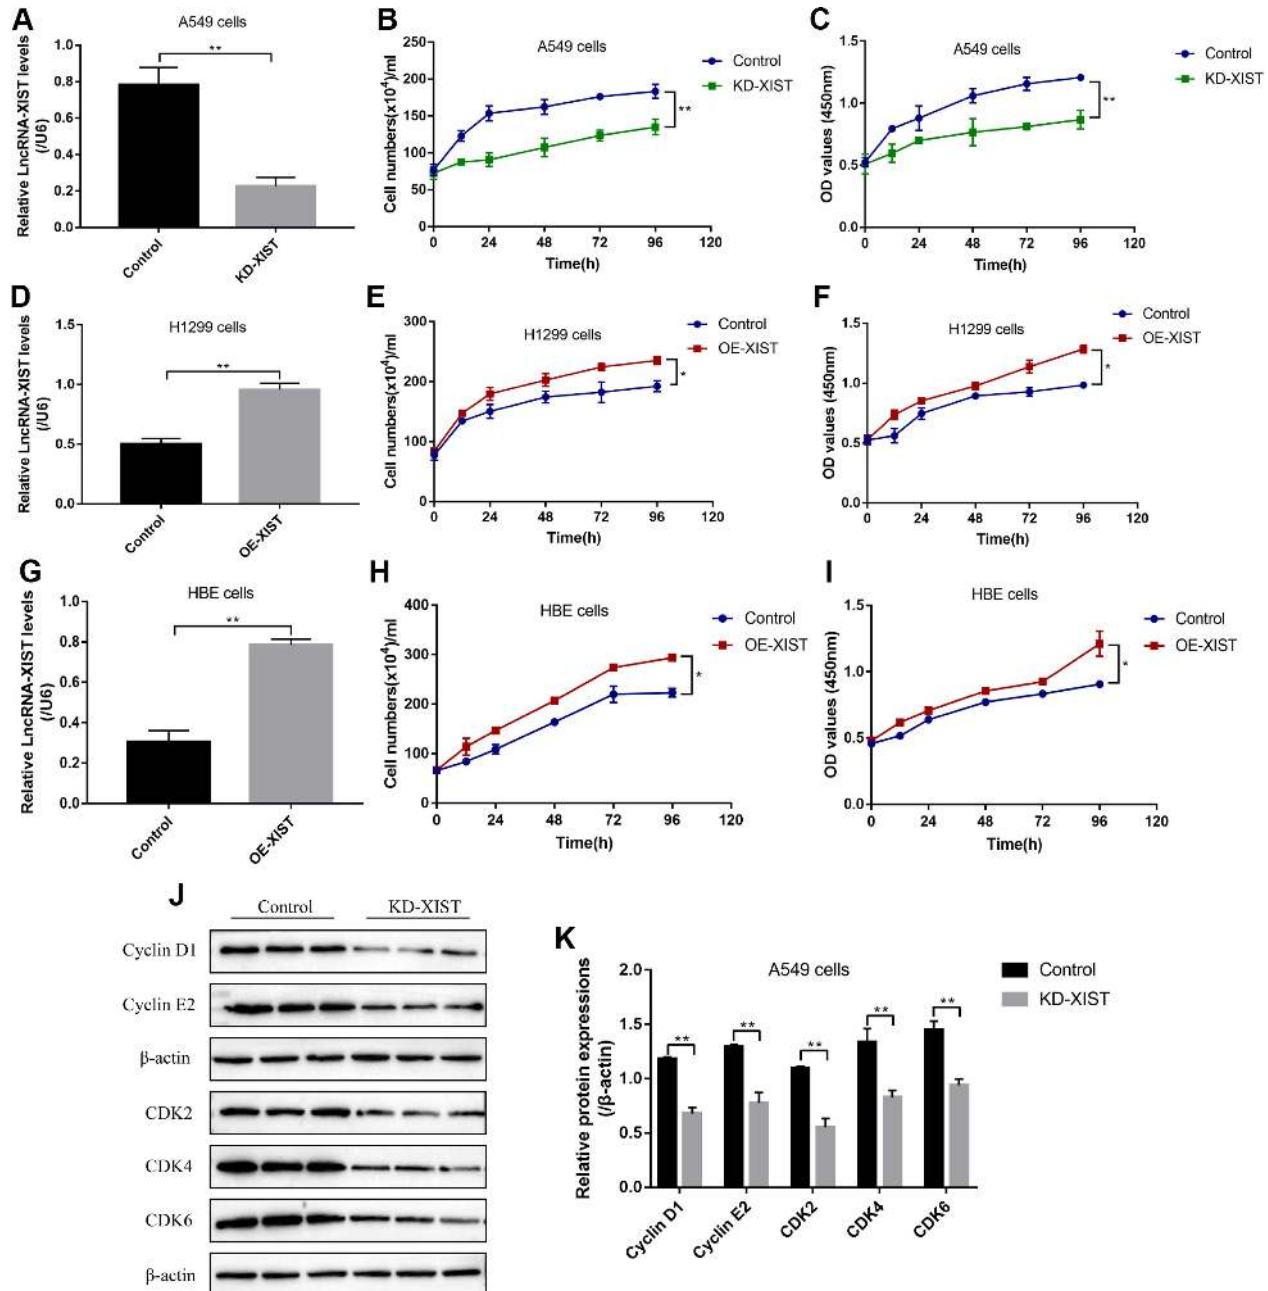 A
A549 cells
Relative LncRNA-XIST levels
(/U6)
1.0
0.8
0.6
0.4
0.2
0.0
**
Control
KD-XIST
B
A549 cells
Cell numbers(x10⁴)/ml
250
200
150
100
50
0
0 24 48 72 96 120
Time(h)
Control
KD-XIST
**
C
A549 cells
OD values (450nm)
1.5
1.0
0.5
0.0
0 24 48 72 96 120
Time(h)
Control
KD-XIST
**
D
H1299 cells
Relative LncRNA-XIST levels
(/U6)
1.5
1.0
0.5
0.0
**
Control
OE-XIST
E
H1299 cells
Cell numbers(x10⁴)/ml
300
200
100
0
0 24 48 72 96 120
Time(h)
Control
OE-XIST
*
F
H1299 cells
OD values (450nm)
1.5
1.0
0.5
0.0
0 24 48 72 96 120
Time(h)
Control
OE-XIST
*
G
HBE cells
Relative LncRNA-XIST levels
(/U6)
1.0
0.8
0.6
0.4
0.2
0.0
**
Control
OE-XIST
H
HBE cells
Cell numbers(x10⁴)/ml
400
300
200
100
0
0 24 48 72 96 120
Time(h)
Control
OE-XIST
*
I
HBE cells
OD values (450nm)
1.5
1.0
0.5
0.0
0 24 48 72 96 120
Time(h)
Control
OE-XIST
*
J
Control KD-XIST
Cyclin D1
Cyclin E2
β-actin
CDK2
CDK4
CDK6
β-actin
K
A549 cells
Relative protein expressions
(/β-actin)
2.0
1.5
1.0
0.5
0.0
** ** ** ** **
Cyclin D1
Cyclin E2
CDK2
CDK4
CDK6
Control
KD-XIST